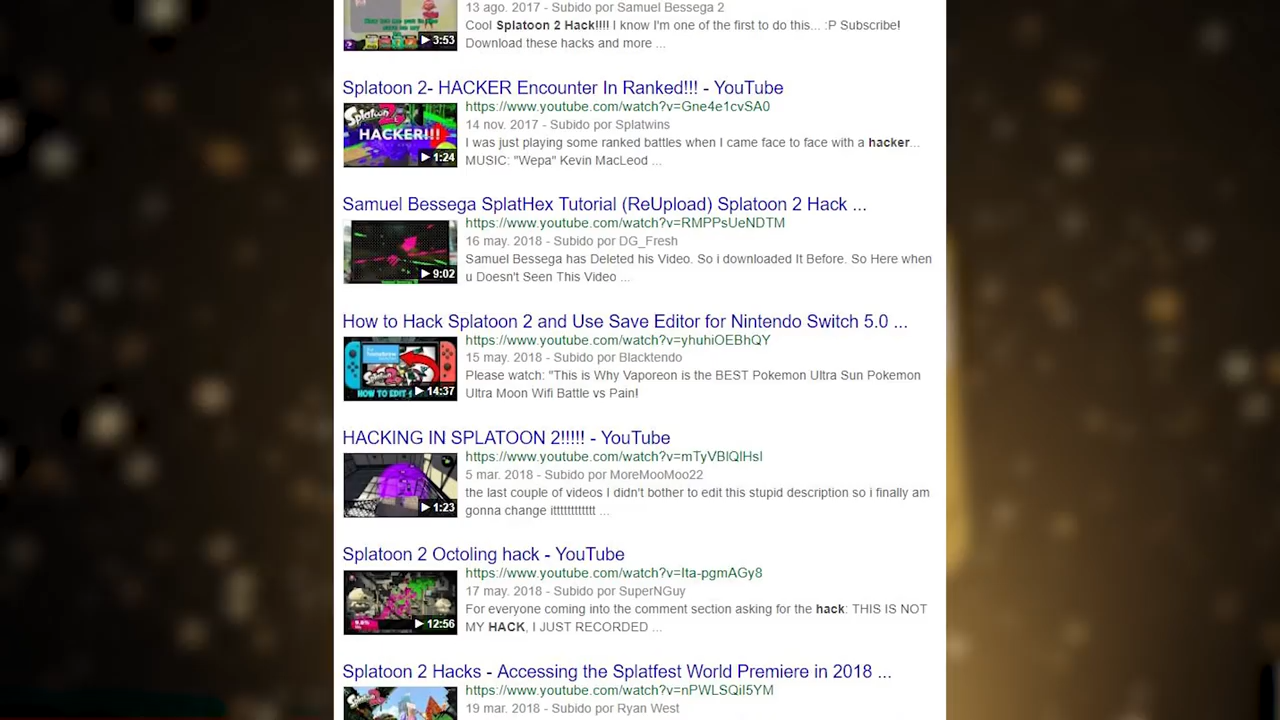 13 ago. 2017 - Subido por Samuel Bessega 2
Cool Splatoon 2 Hack!!!! I know I'm one of the first to do this... :P Subscribe!
Download these hacks and more ...
3:53
Splatoon 2- HACKER Encounter In Ranked!!! - YouTube
https://www.youtube.com/watch?v=Gne4e1cvSA0
14 nov. 2017 - Subido por Splatwins
I was just playing some ranked battles when I came face to face with a hacker...
MUSIC: "Wepa" Kevin MacLeod ...
Splatoon 2
HACKER!!!
1:24
Samuel Bessega SplatHex Tutorial (ReUpload) Splatoon 2 Hack ...
https://www.youtube.com/watch?v=RMPPsUeNDTM
16 may. 2018 - Subido por DG_Fresh
Samuel Bessega has Deleted his Video. So i downloaded It Before. So Here when
u Doesn't Seen This Video ...
9:02
How to Hack Splatoon 2 and Use Save Editor for Nintendo Switch 5.0 ...
https://www.youtube.com/watch?v=yhuhiOEBhQY
15 may. 2018 - Subido por Blacktendo
Please watch: "This is Why Vaporeon is the BEST Pokemon Ultra Sun Pokemon
Ultra Moon Wifi Battle vs Pain!
HOW TO EDIT
14:37
HACKING IN SPLATOON 2!!!!! - YouTube
https://www.youtube.com/watch?v=mTyVBlQlHsI
5 mar. 2018 - Subido por MoreMooMoo22
the last couple of videos I didn't bother to edit this stupid description so i finally am
gonna change itttttttttttt ...
1:23
Splatoon 2 Octoling hack - YouTube
https://www.youtube.com/watch?v=Ita-pgmAGy8
17 may. 2018 - Subido por SuperNGuy
For everyone coming into the comment section asking for the hack: THIS IS NOT
MY HACK, I JUST RECORDED ...
12:56
Splatoon 2 Hacks - Accessing the Splatfest World Premiere in 2018 ...
https://www.youtube.com/watch?v=nPWLSQiI5YM
19 mar. 2018 - Subido por Ryan West
Splatoon